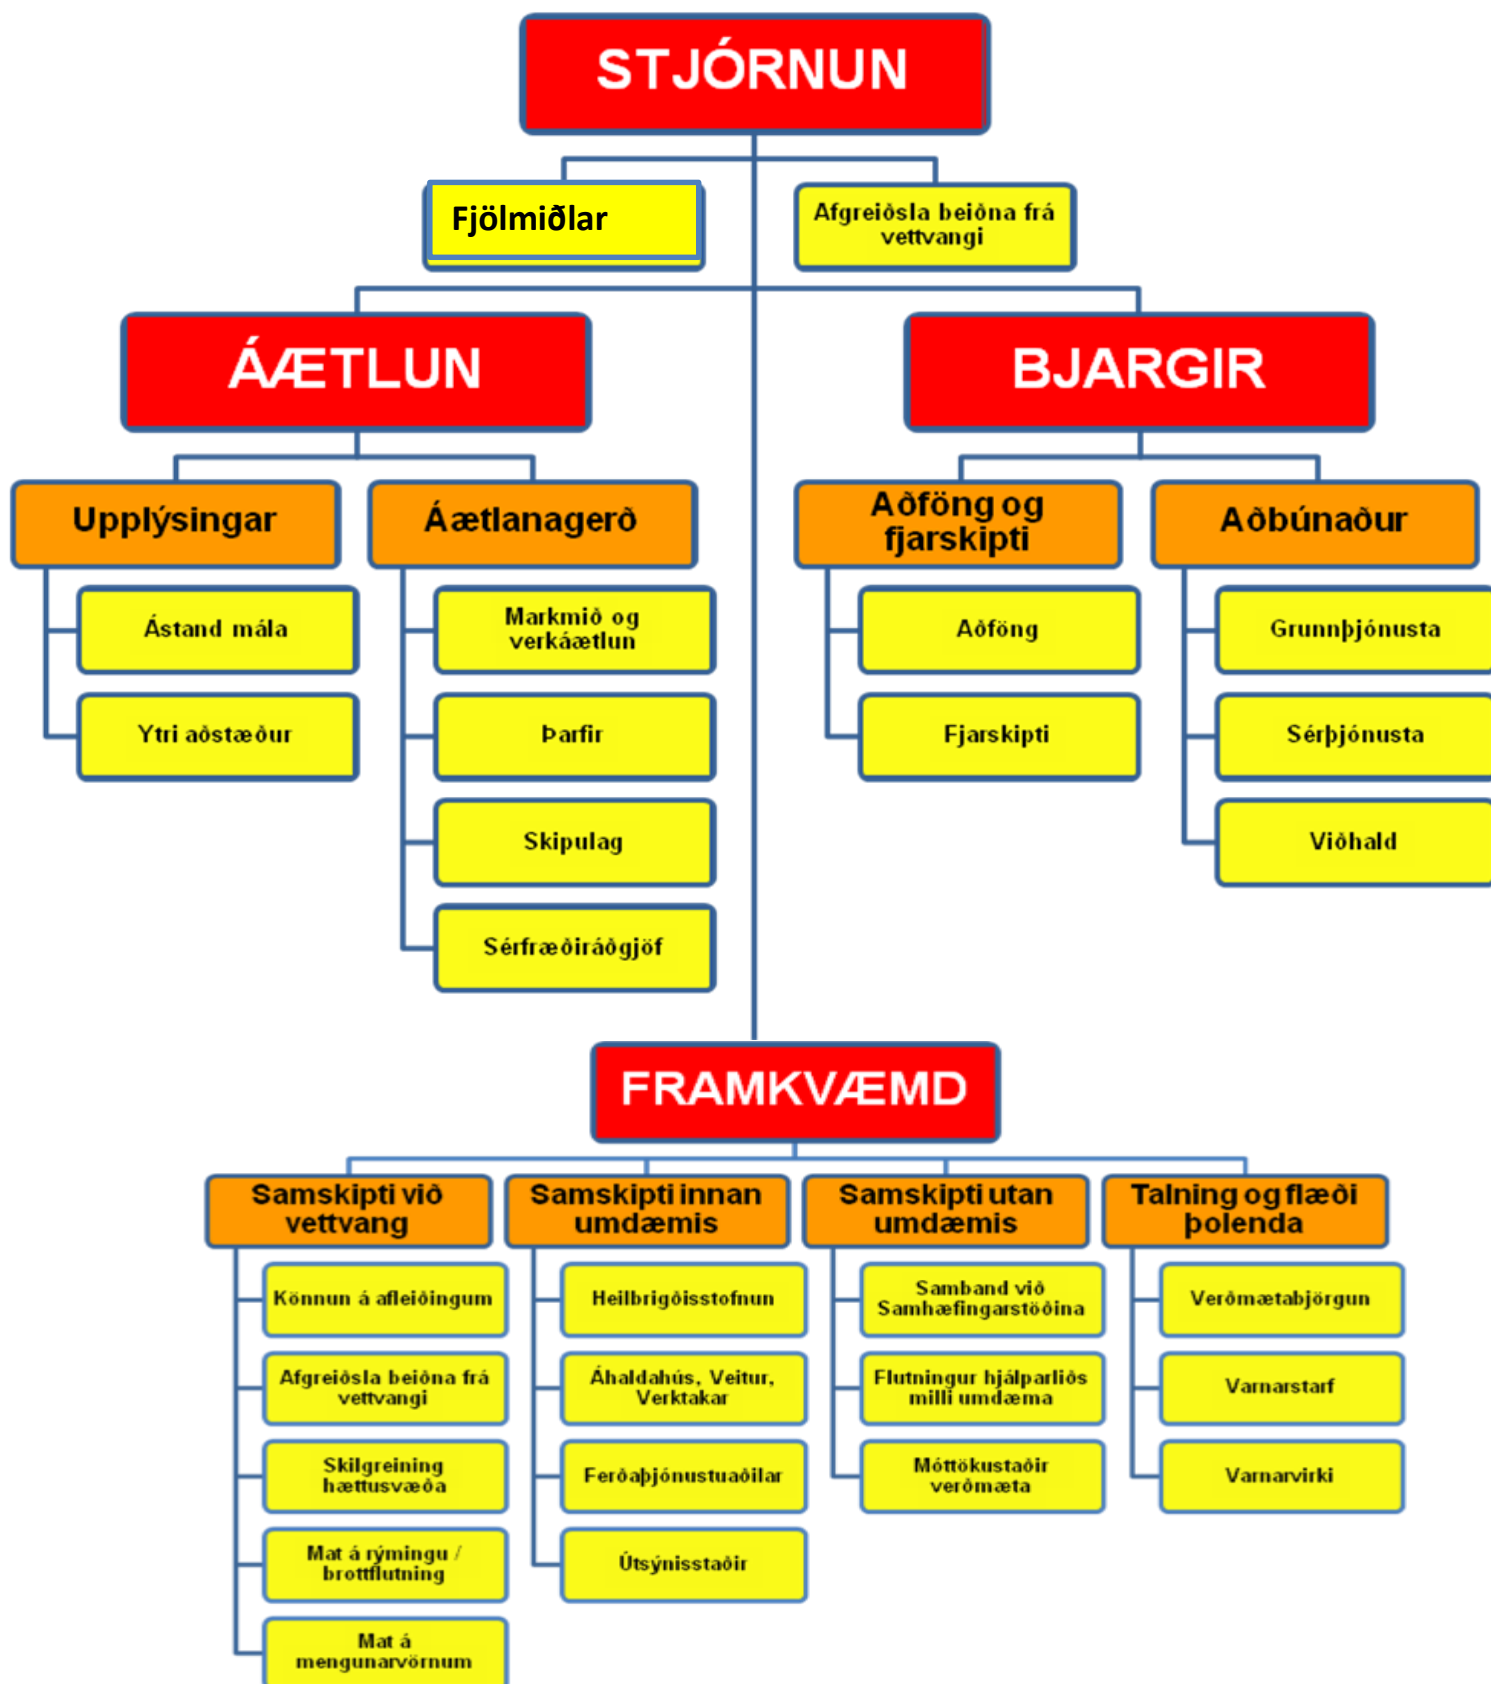 STJÓRNUN
Fjölmiðlar
Afgreiðsla beiðna frá
vettvangi
ÁÆTLUN
BJARGIR
Upplýsingar
Áætlanagerð
Aðföng og
fjarskipti
Aðbúnaður
Ástand mála
Markmið og
verkáætlun
Aðföng
Grunnþjónusta
Ytri aðstæður
Þarfir
Fjarskipti
Sérþjónusta
Skipulag
Viðhald
Sérfræðiráðgjöf
FRAMKVÆMD
Samskipti við
vettvang
Samskipti innan
umdæmis
Samskipti utan
umdæmis
Talning og flæði
þolenda
Könnun á afleiðingum
Heilbrigðisstofnun
Samband við
Samhæfingarstöðina
Verðmætabjörgun
Afgreiðsla beiðna frá
vettvangi
Áhaldahús, Veitur,
Verktakar
Flutningur hjálparliðs
milli umdæma
Varnarstarf
Skilgreining
hættusvæða
Ferðaþjónustuaðilar
Móttökustaðir
verðmæta
Varnarvirki
Mat á rýmingu /
brottflutning
Útsýnisstaðir
Mat á
mengunarvörnum